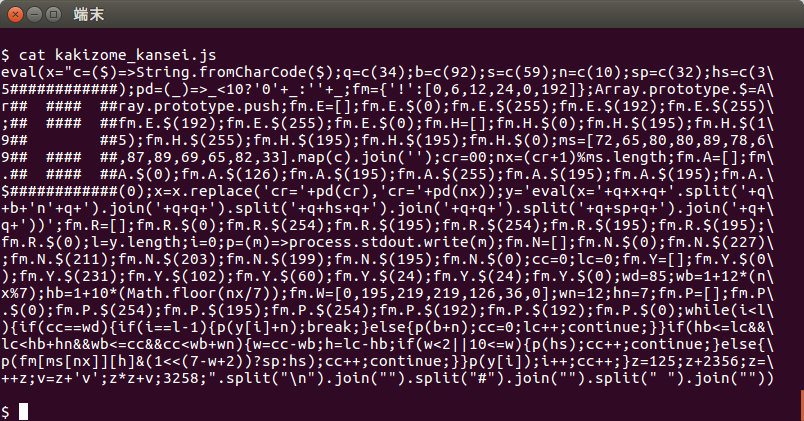 端末
$ cat kakizome_kansei.js
eval(x="c=($)=>String.fromCharCode($);q=c(34);b=c(92);s=c(59);n=c(10);sp=c(32);hs=c(3\
5############);pd=(_)=>_<10?'0'+_:''+_;fm={'!':[0,6,12,24,0,192]};Array.prototype.$=A\
r##  ####  ##ray.prototype.push;fm.E=[];fm.E.$(0);fm.E.$(255);fm.E.$(192);fm.E.$(255)\
;##  ####  ##fm.E.$(192);fm.E.$(255);fm.E.$(0);fm.H=[];fm.H.$(0);fm.H.$(195);fm.H.$(1\
9##        ##5);fm.H.$(255);fm.H.$(195);fm.H.$(195);fm.H.$(0);ms=[72,65,80,80,89,78,6\
9##  ####  ##,87,89,69,65,82,33].map(c).join('');cr=00;nx=(cr+1)%ms.length;fm.A=[];fm\
.##  ####  ##A.$(0);fm.A.$(126);fm.A.$(195);fm.A.$(255);fm.A.$(195);fm.A.$(195);fm.A.\
$############(0);x=x.replace('cr='+pd(cr),'cr='+pd(nx));y='eval(x='+q+x+q+'.split('+q\
+b+'n'+q+').join('+q+q+').split('+q+hs+q+').join('+q+q+').split('+q+sp+q+').join('+q+\
q+'))';fm.R=[];fm.R.$(0);fm.R.$(254);fm.R.$(195);fm.R.$(254);fm.R.$(195);fm.R.$(195);\
fm.R.$(0);l=y.length;i=0;p=(m)=>process.stdout.write(m);fm.N=[];fm.N.$(0);fm.N.$(227)\
;fm.N.$(211);fm.N.$(203);fm.N.$(199);fm.N.$(195);fm.N.$(0);cc=0;lc=0;fm.Y=[];fm.Y.$(0\
);fm.Y.$(231);fm.Y.$(102);fm.Y.$(60);fm.Y.$(24);fm.Y.$(24);fm.Y.$(0);wd=85;wb=1+12*(n\
x%7);hb=1+10*(Math.floor(nx/7));fm.W=[0,195,219,219,126,36,0];wn=12;hn=7;fm.P=[];fm.P\
.$(0);fm.P.$(254);fm.P.$(195);fm.P.$(254);fm.P.$(192);fm.P.$(192);fm.P.$(0);while(i<l\
){if(cc==wd){if(i==l-1){p(y[i]+n);break;}else{p(b+n);cc=0;lc++;continue;}}if(hb<=lc&&\
lc<hb+hn&&wb<=cc&&cc<wb+wn){w=cc-wb;h=lc-hb;if(w<2||10<=w){p(hs);cc++;continue;}else{\
p(fm[ms[nx]][h]&(1<<(7-w+2))?sp:hs);cc++;continue;}}p(y[i]);i++;cc++;}z=125;z+2356;z=\
++z;v=z+'v';z*z+v;3258;".split("\n").join("").split("#").join("").split(" ").join(""))
$